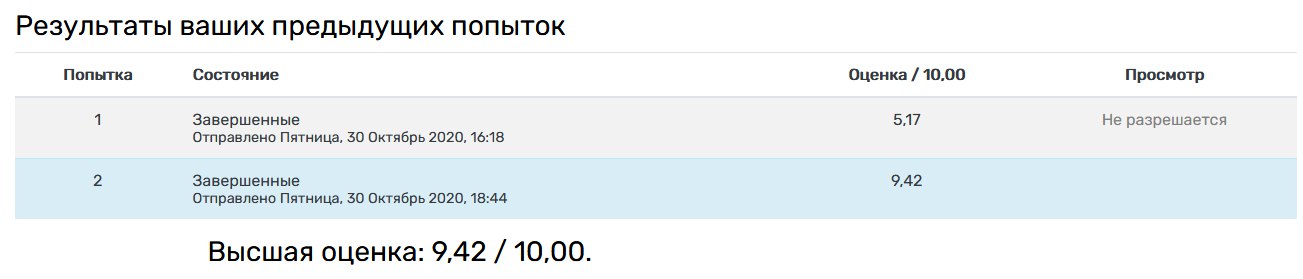 Результаты ваших предыдущих попыток
Попытка Состояние Оценка / 10,00 Просмотр
1 Завершенные 5,17 Не разрешается
Отправлено Пятница, 30 Октябрь 2020, 16:18
2 Завершенные 9,42
Отправлено Пятница, 30 Октябрь 2020, 18:44
Высшая оценка: 9,42 / 10,00.